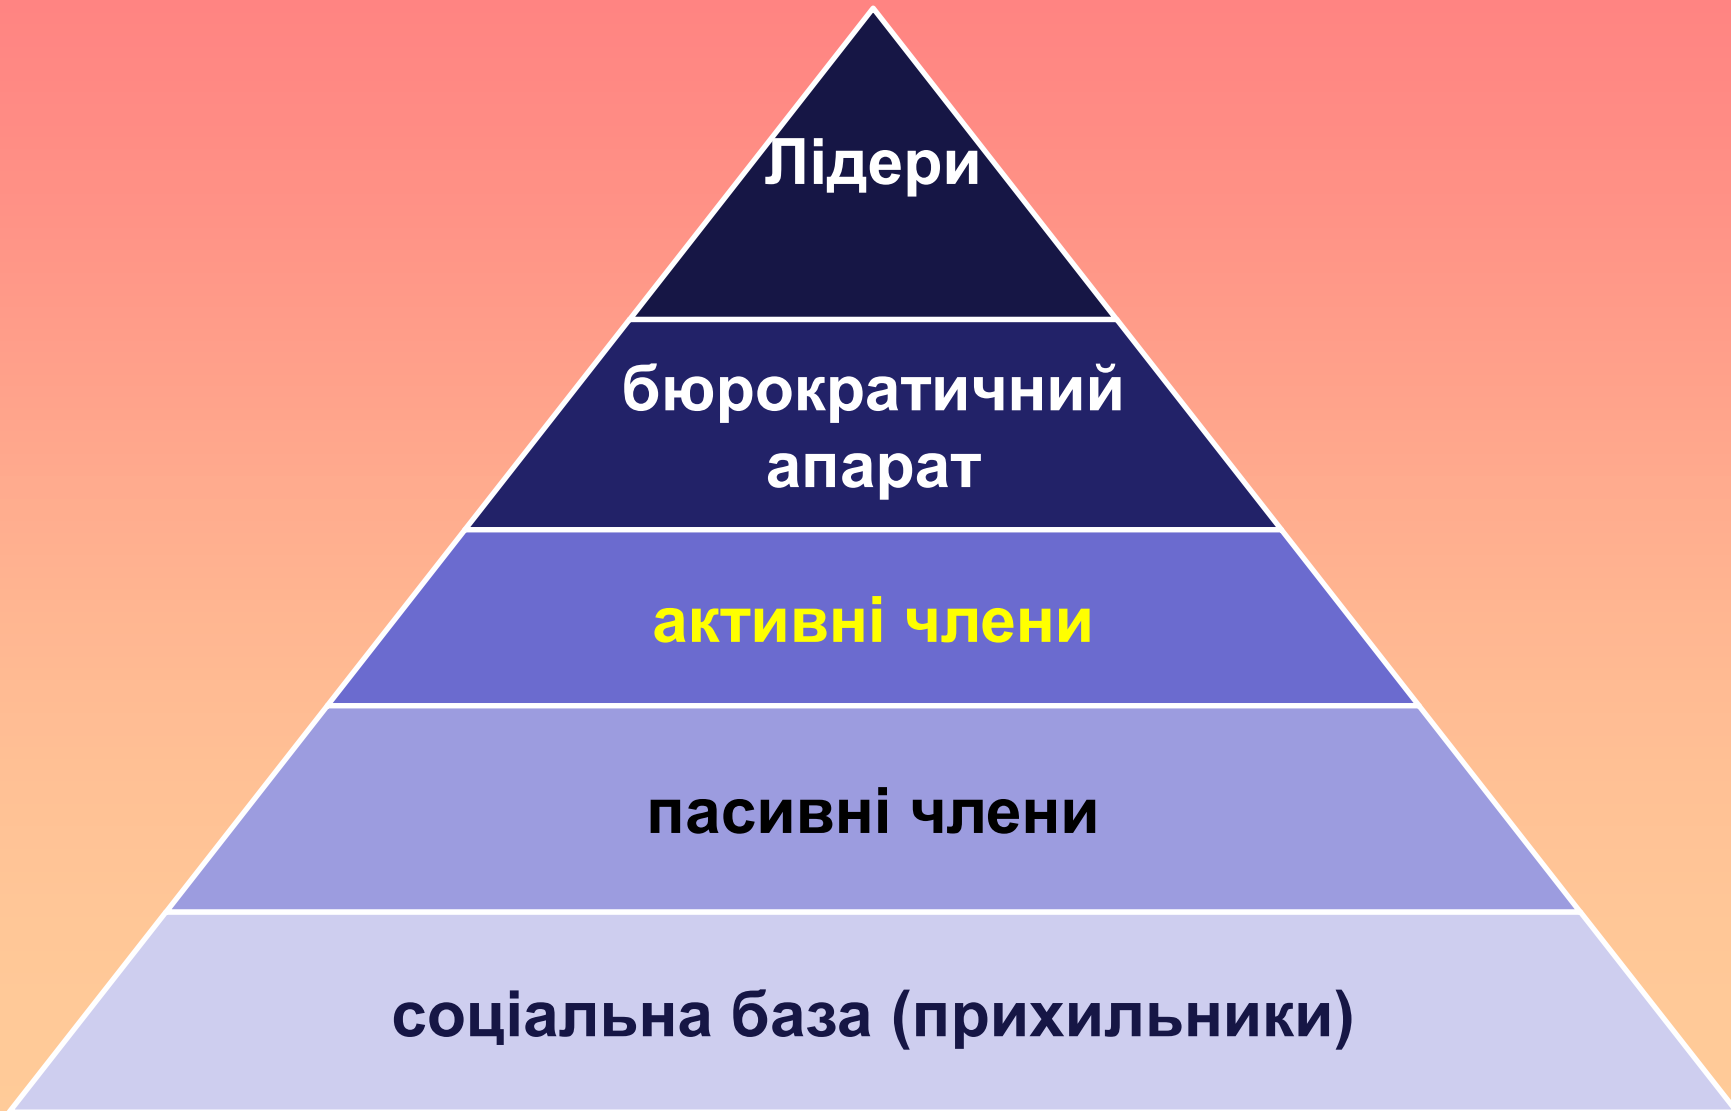 Лідери
бюрократичний
апарат
активні члени
пасивні члени
соціальна база (прихильники)